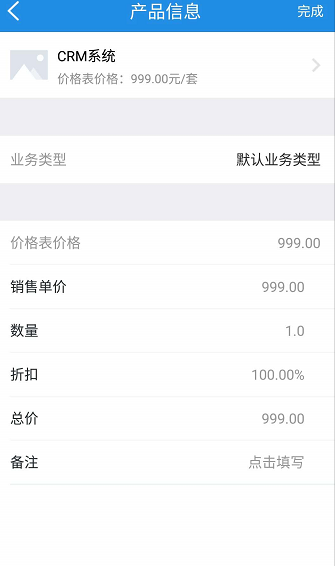 产品信息
完成
CRM系统
价格表价格：999.00元/套
业务类型 默认业务类型
价格表价格 999.00
销售单价 999.00
数量 1.0
折扣 100.00%
总价 999.00
备注 点击填写